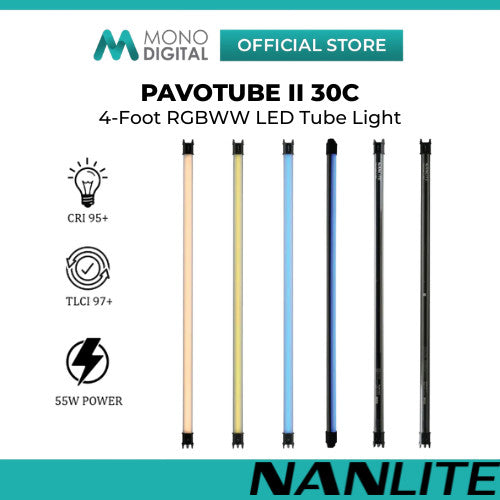 MONO
DIGITAL
OFFICIAL STORE
PAVOTUBE II 30C
4-Foot RGBWW LED Tube Light
CRI 95+
TLCI 97+
55W POWER
NANLITE